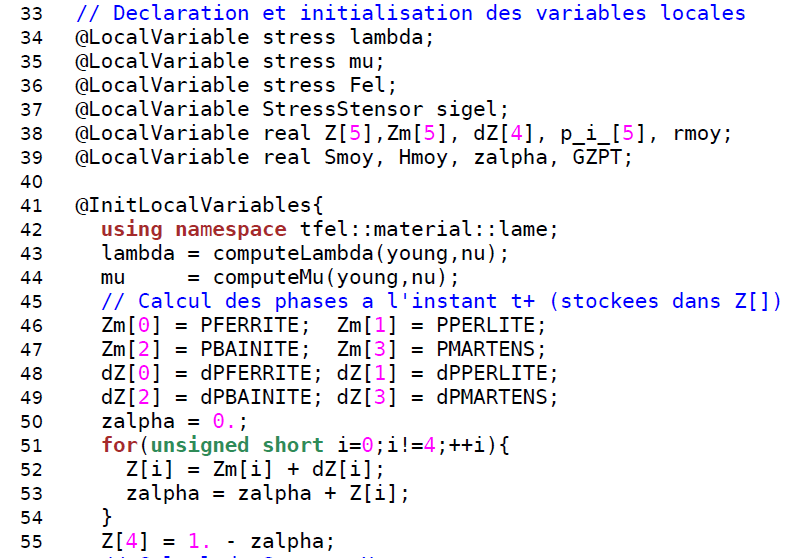 33 // Declaration et initialisation des variables locales
34 @LocalVariable stress lambda;
35 @LocalVariable stress mu;
36 @LocalVariable stress Fel;
37 @LocalVariable StressStensor sigel;
38 @LocalVariable real Z[5],Zm[5], dZ[4], p_i_[5], rmoy;
39 @LocalVariable real Smoy, Hmoy, zalpha, GZPT;
40
41 @InitLocalVariables{
42 using namespace tfel::material::lame;
43 lambda = computeLambda(young,nu);
44 mu     = computeMu(young,nu);
45 // Calcul des phases a l'instant t+ (stockees dans Z[])
46 Zm[0] = PFERRITE;  Zm[1] = PPERLITE;
47 Zm[2] = PBAINITE;  Zm[3] = PMARTENS;
48 dZ[0] = dPFERRITE; dZ[1] = dPPERLITE;
49 dZ[2] = dPBAINITE; dZ[3] = dPMARTENS;
50 zalpha = 0.;
51 for(unsigned short i=0;i!=4;++i){
52 Z[i] = Zm[i] + dZ[i];
53 zalpha = zalpha + Z[i];
54 }
55 Z[4] = 1. - zalpha;